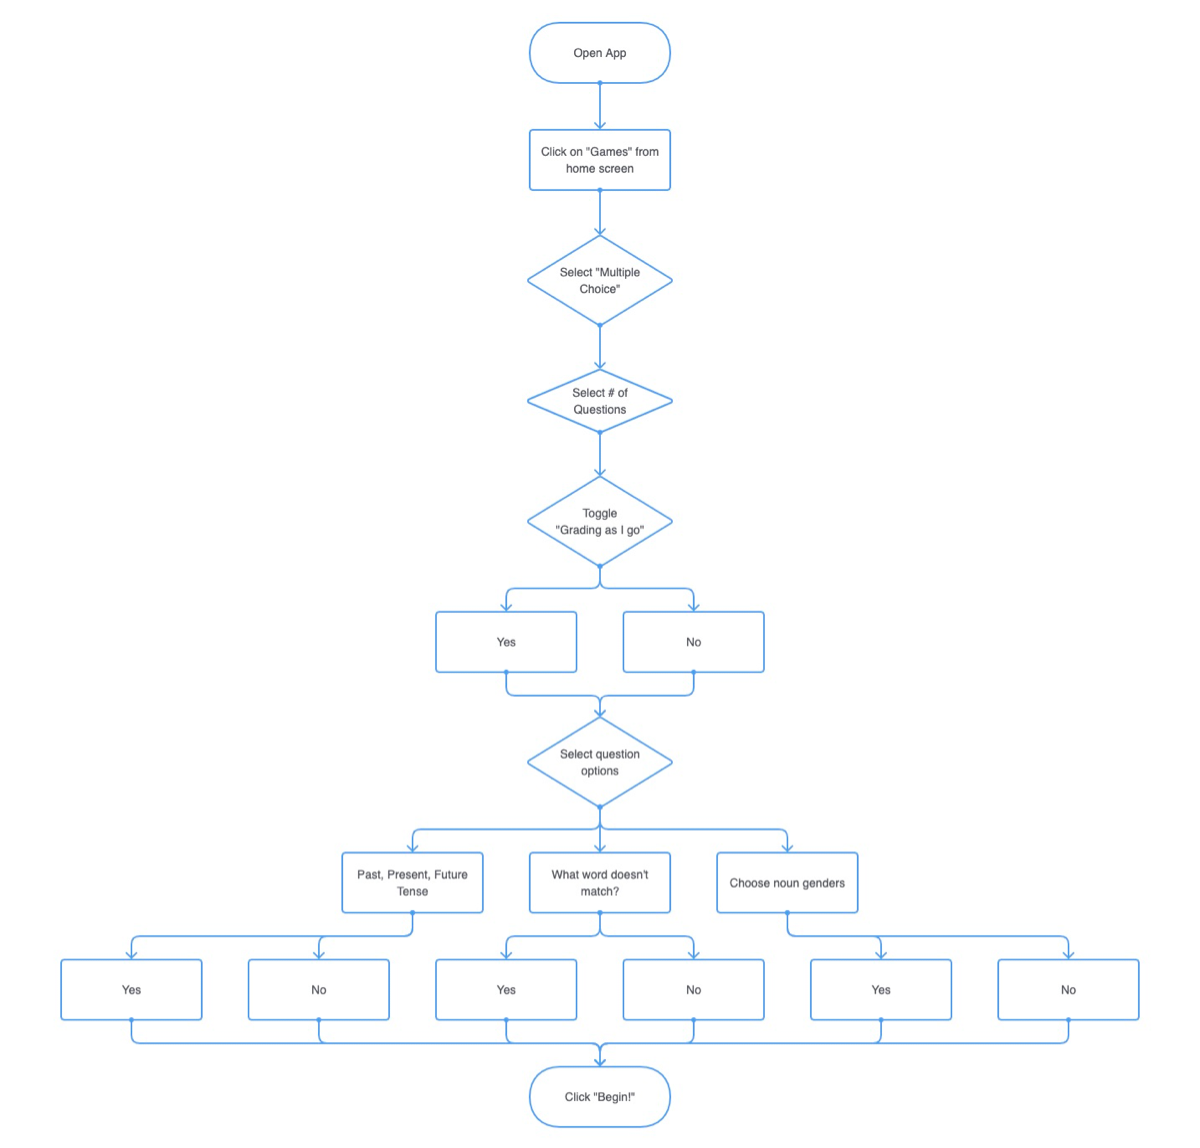 Open App
Click on "Games" from
home screen
Select "Multiple
Choice"
Select # of
Questions
Toggle
"Grading as I go"
Yes
No
Select question
options
Past, Present, Future
Tense
What word doesn't
match?
Choose noun genders
Yes
No
Yes
No
Yes
No
Click "Begin!"